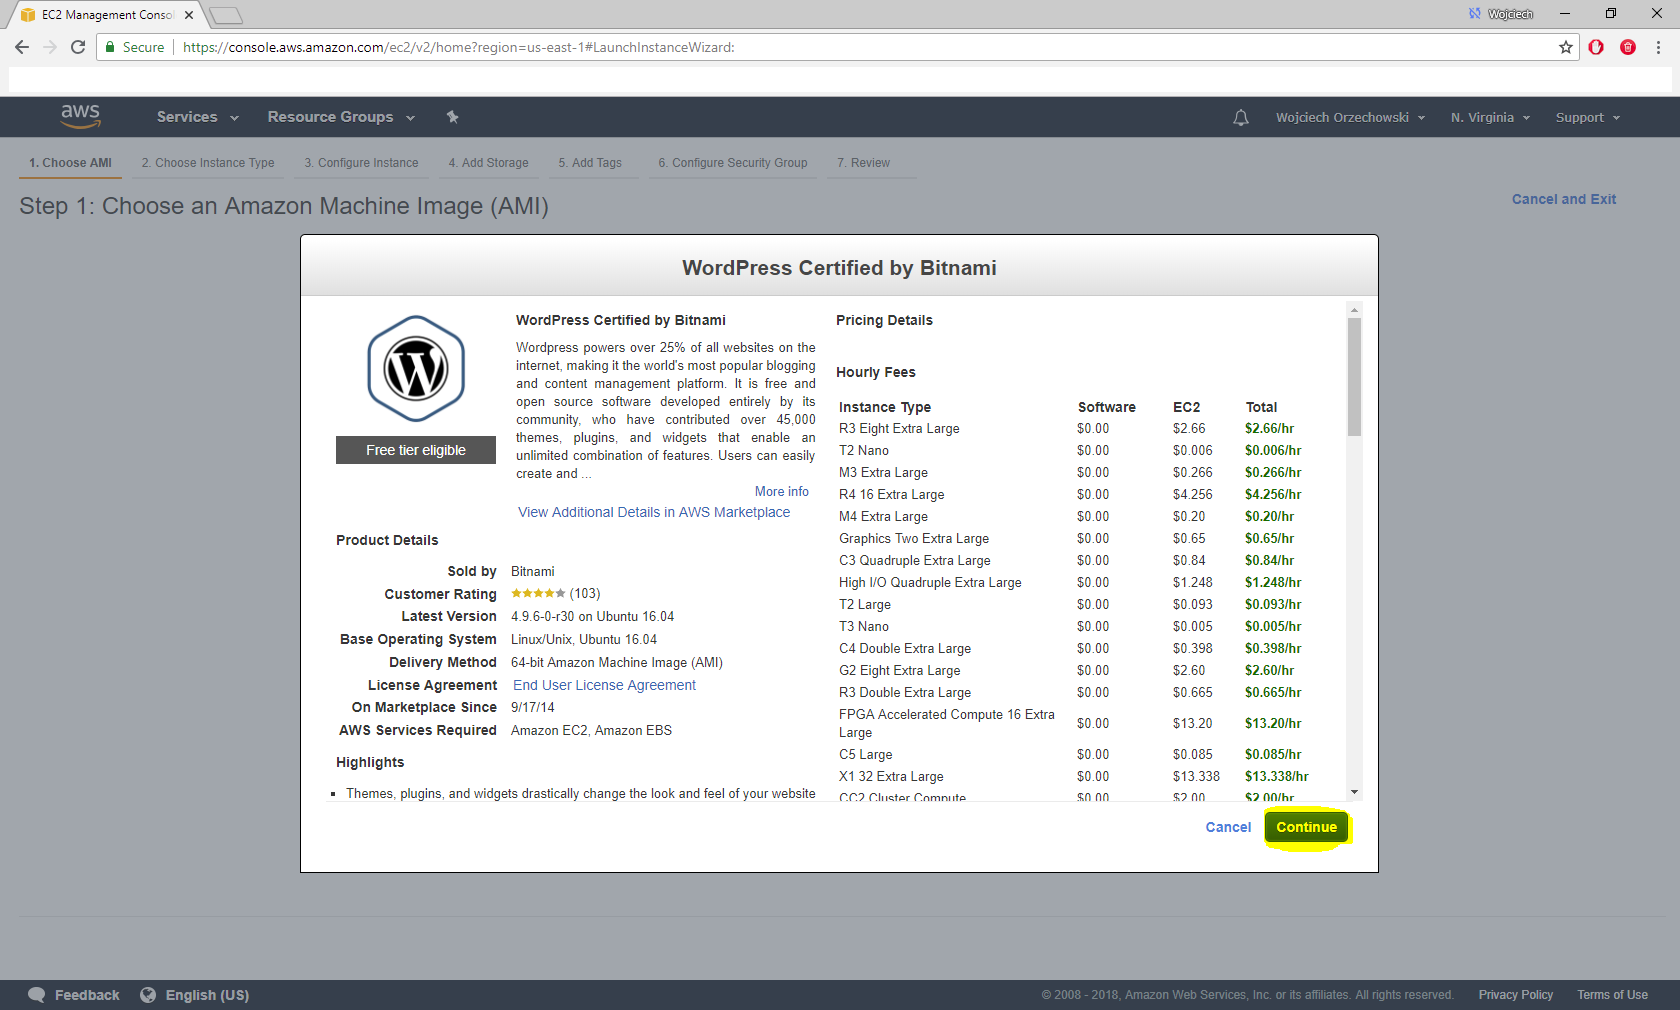 EC2 Management Conso
Wojciech
Secure
https://console.aws.amazon.com/ec2/v2/home?region=us-east-1#LaunchInstanceWizard:
aws
Services
Resource Groups
Wojciech Orzechowski
N. Virginia
Support
1. Choose AMI
2. Choose Instance Type
3. Configure Instance
4. Add Storage
5. Add Tags
6. Configure Security Group
7. Review
Step 1: Choose an Amazon Machine Image (AMI)
Cancel and Exit
WordPress Certified by Bitnami
W
Free tier eligible
WordPress Certified by Bitnami
Wordpress powers over 25% of all websites on the
internet, making it the world's most popular blogging
and content management platform. It is free and
open source software developed entirely by its
community, who have contributed over 45,000
themes, plugins, and widgets that enable an
unlimited combination of features. Users can easily
create and ...
More info
View Additional Details in AWS Marketplace
Product Details
Sold by Bitnami
Customer Rating (103)
Latest Version 4.9.6-0-r30 on Ubuntu 16.04
Base Operating System Linux/Unix, Ubuntu 16.04
Delivery Method 64-bit Amazon Machine Image (AMI)
License Agreement End User License Agreement
On Marketplace Since 9/17/14
AWS Services Required Amazon EC2, Amazon EBS
Highlights
Themes, plugins, and widgets drastically change the look and feel of your website
Pricing Details
Hourly Fees
Instance Type Software EC2 Total
R3 Eight Extra Large $0.00 $2.66 $2.66/hr
T2 Nano $0.00 $0.006 $0.006/hr
M3 Extra Large $0.00 $0.266 $0.266/hr
R4 16 Extra Large $0.00 $4.256 $4.256/hr
M4 Extra Large $0.00 $0.20 $0.20/hr
Graphics Two Extra Large $0.00 $0.65 $0.65/hr
C3 Quadruple Extra Large $0.00 $0.84 $0.84/hr
High I/O Quadruple Extra Large $0.00 $1.248 $1.248/hr
T2 Large $0.00 $0.093 $0.093/hr
T3 Nano $0.00 $0.005 $0.005/hr
C4 Double Extra Large $0.00 $0.398 $0.398/hr
G2 Eight Extra Large $0.00 $2.60 $2.60/hr
R3 Double Extra Large $0.00 $0.665 $0.665/hr
FPGA Accelerated Compute 16 Extra
Large $0.00 $13.20 $13.20/hr
C5 Large $0.00 $0.085 $0.085/hr
X1 32 Extra Large $0.00 $13.338 $13.338/hr
CC2 Cluster Compute $0.00 $2.00 $2.00/hr
Cancel
Continue
Feedback
English (US)
© 2008 - 2018, Amazon Web Services, Inc. or its affiliates. All rights reserved.
Privacy Policy
Terms of Use